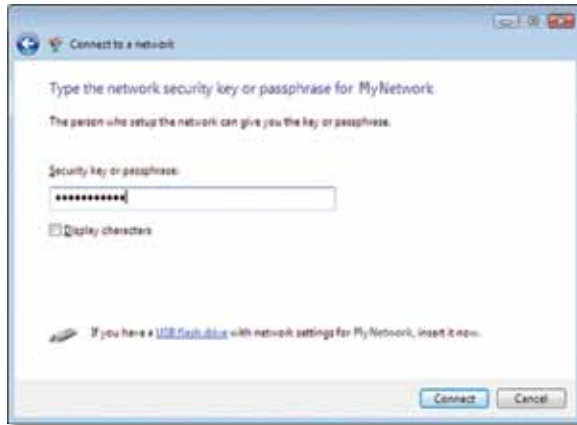 Connect to a network
Type the network security key or passphrase for MyNetwork
The person who setup the network can give you the key or passphrase.
Security key or passphrase:
•••••••••••
Display characters
If you have a USB flash drive with network settings for MyNetwork, insert it now.
Connect Cancel